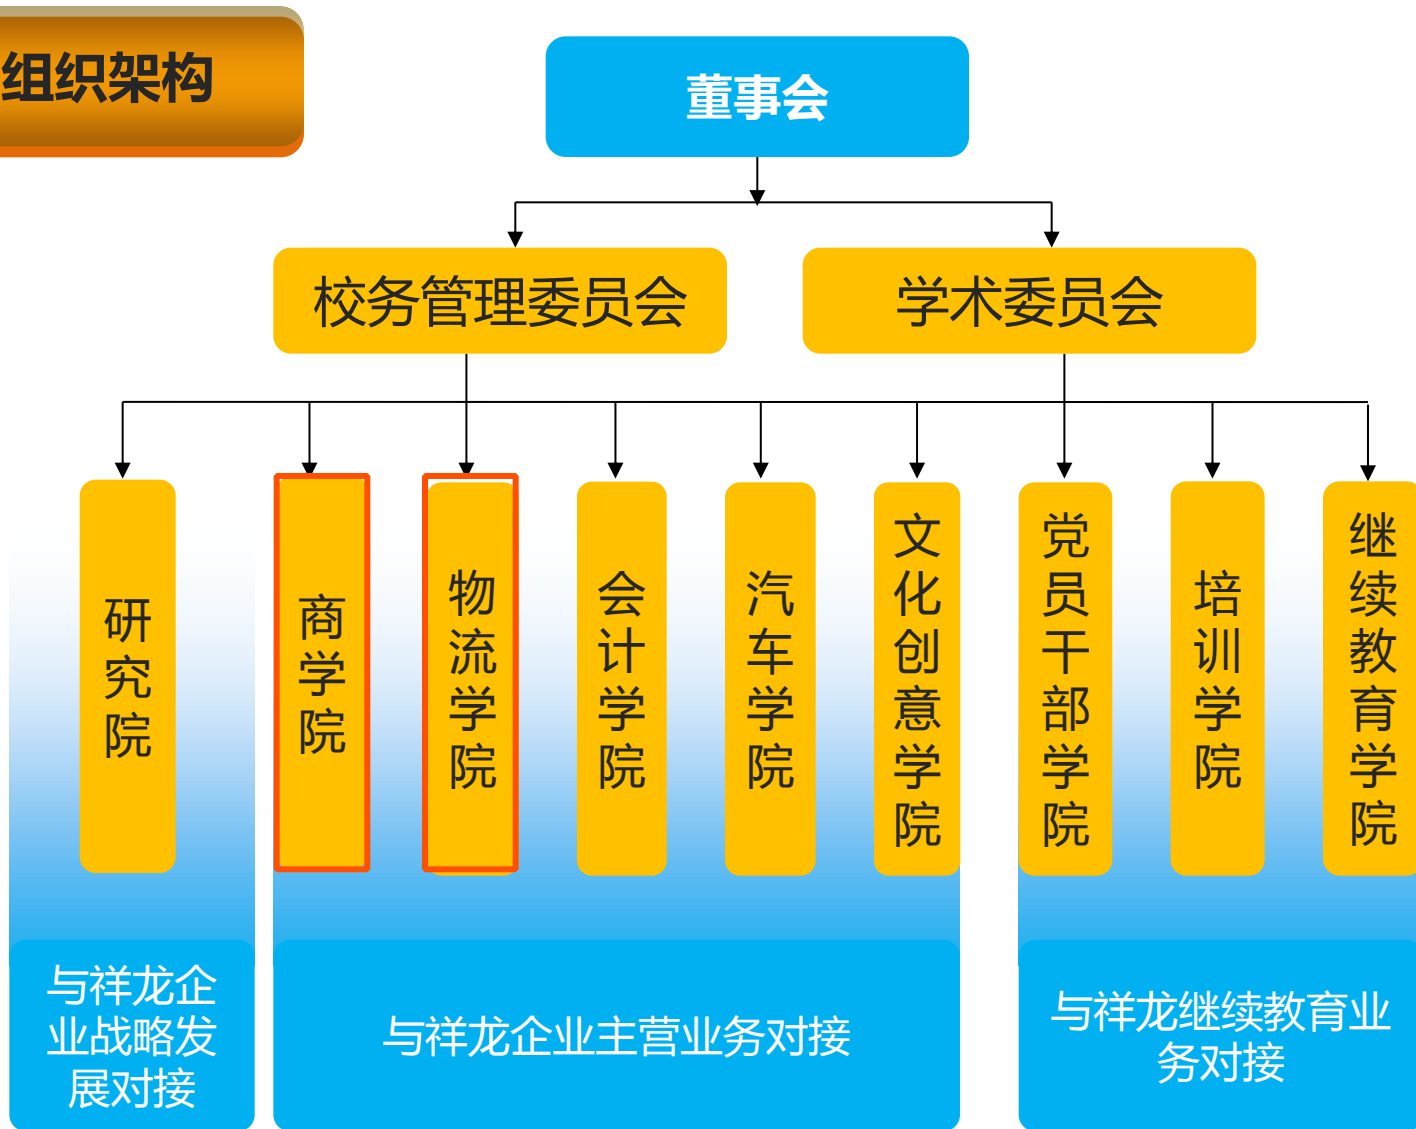 组织架构
董事会
校务管理委员会
学术委员会
研究院
商学院
物流学院
会计学院
汽车学院
文化创意学院
党员干部学院
培训学院
继续教育学院
与祥龙企
业战略发
展对接
与祥龙企业主营业务对接
与祥龙继续教育业
务对接